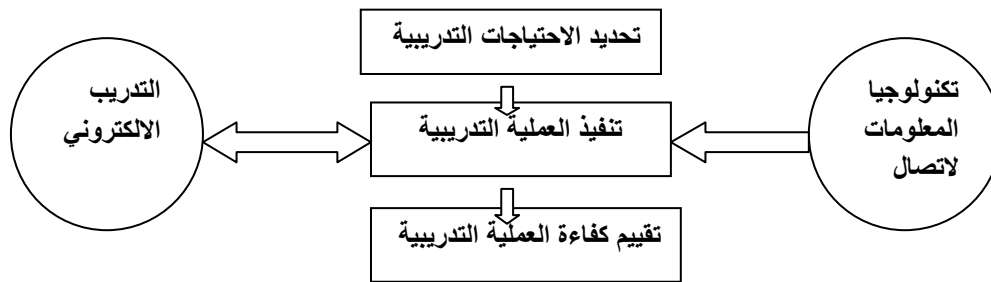 تحديد الاحتياجات التدريبية
تكنولوجيا
المعلومات
لاتصال
تنفيذ العملية التدريبية
التدريب
الالكتروني
تقييم كفاءة العملية التدريبية